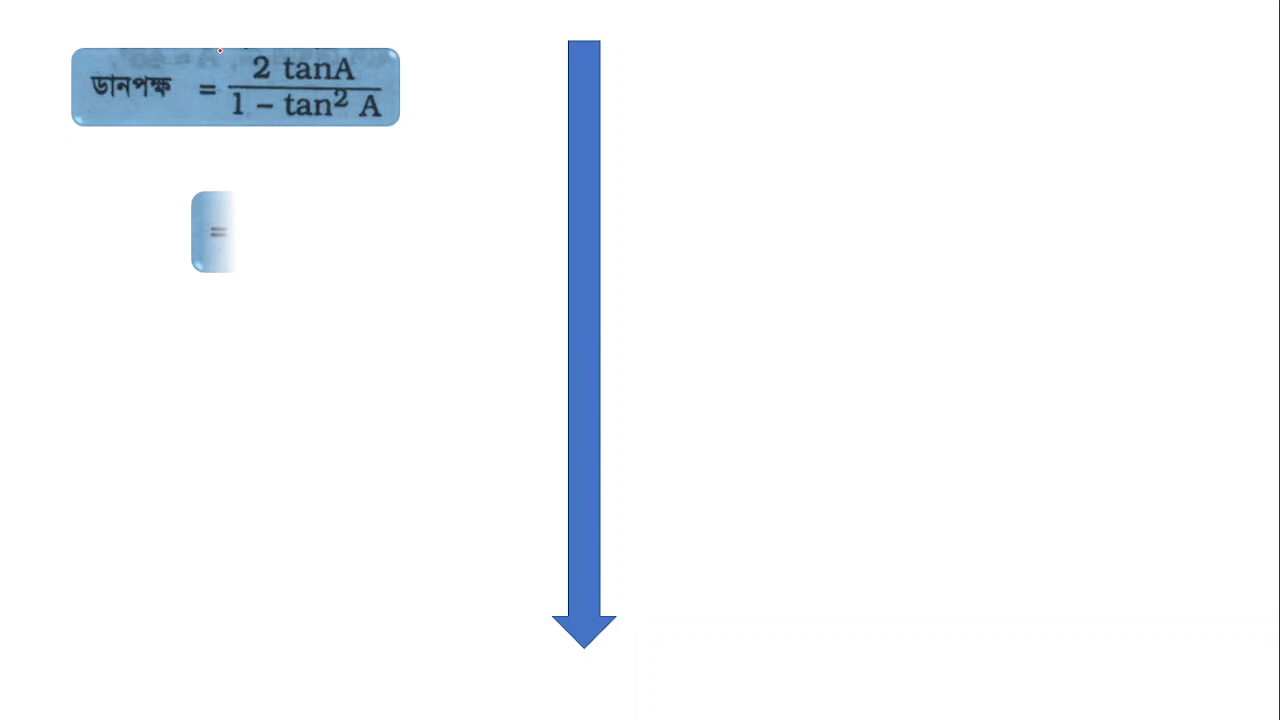 ডানপক্ষ = 2 tanA / 1 – tan² A
=